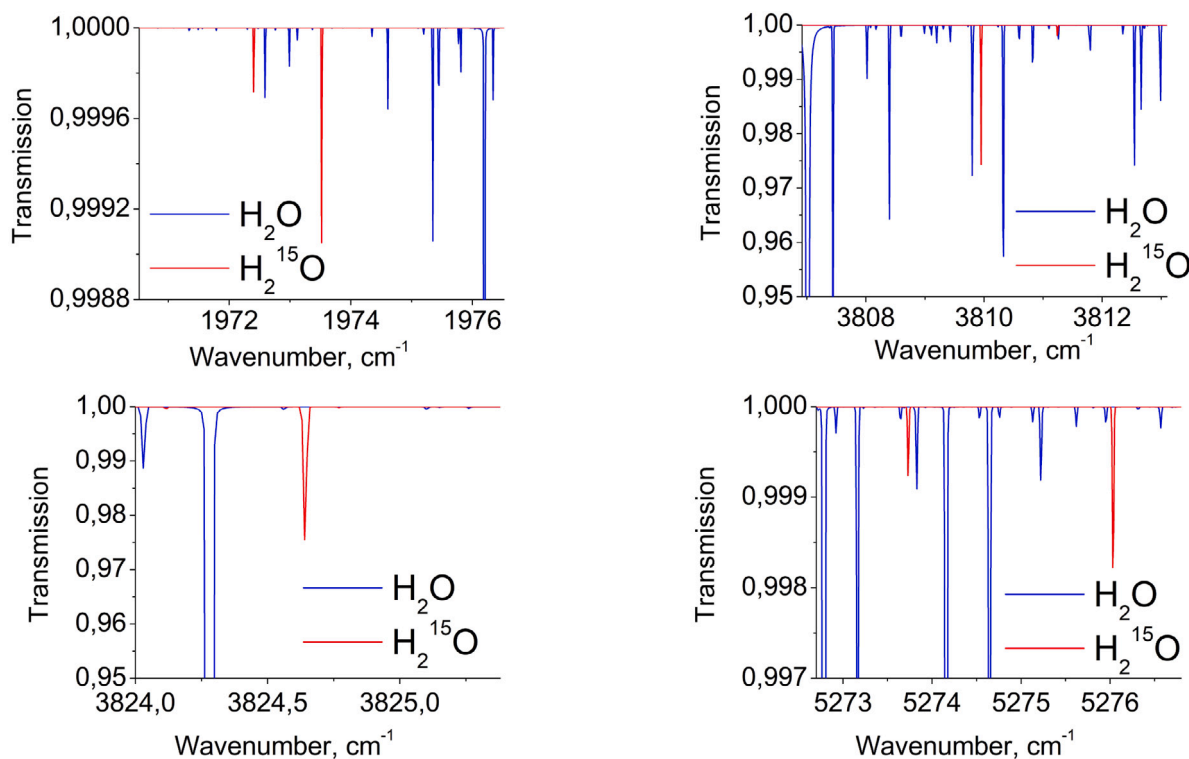 1,0000
0,9996
0,9992
0,9988
Transmission
H₂O
H₂¹⁵O
1972 1974 1976
Wavenumber, cm⁻¹
1,00
0,99
0,98
0,97
0,96
0,95
Transmission
H₂O
H₂¹⁵O
3808 3810 3812
Wavenumber, cm⁻¹
1,00
0,99
0,98
0,97
0,96
0,95
Transmission
H₂O
H₂¹⁵O
3824,0 3824,5 3825,0
Wavenumber, cm⁻¹
1,000
0,999
0,998
0,997
Transmission
H₂O
H₂¹⁵O
5273 5274 5275 5276
Wavenumber, cm⁻¹